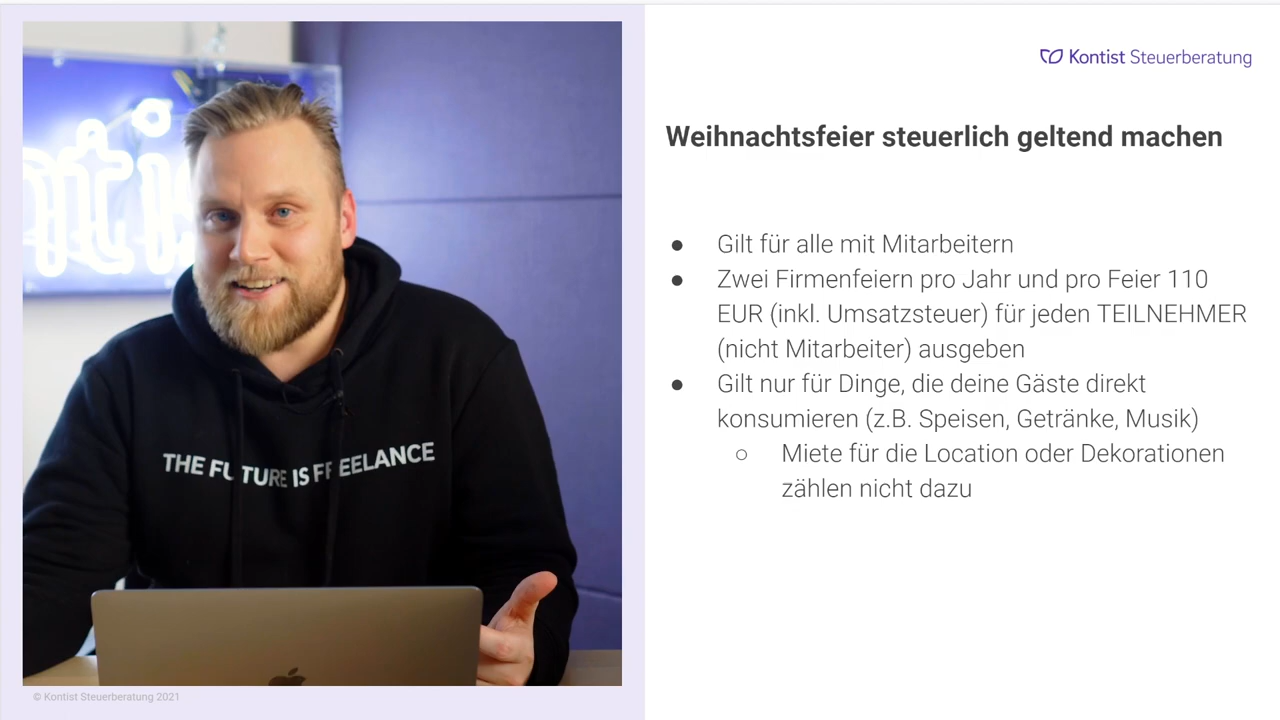 Kontist Steuerberatung
Weihnachtsfeier steuerlich geltend machen
● Gilt für alle mit Mitarbeitern
● Zwei Firmenfeiern pro Jahr und pro Feier 110
EUR (inkl. Umsatzsteuer) für jeden TEILNEHMER
(nicht Mitarbeiter) ausgeben
● Gilt nur für Dinge, die deine Gäste direkt
konsumieren (z.B. Speisen, Getränke, Musik)
○ Miete für die Location oder Dekorationen
zählen nicht dazu
THE FUTURE IS FREELANCE
© Kontist Steuerberatung 2021